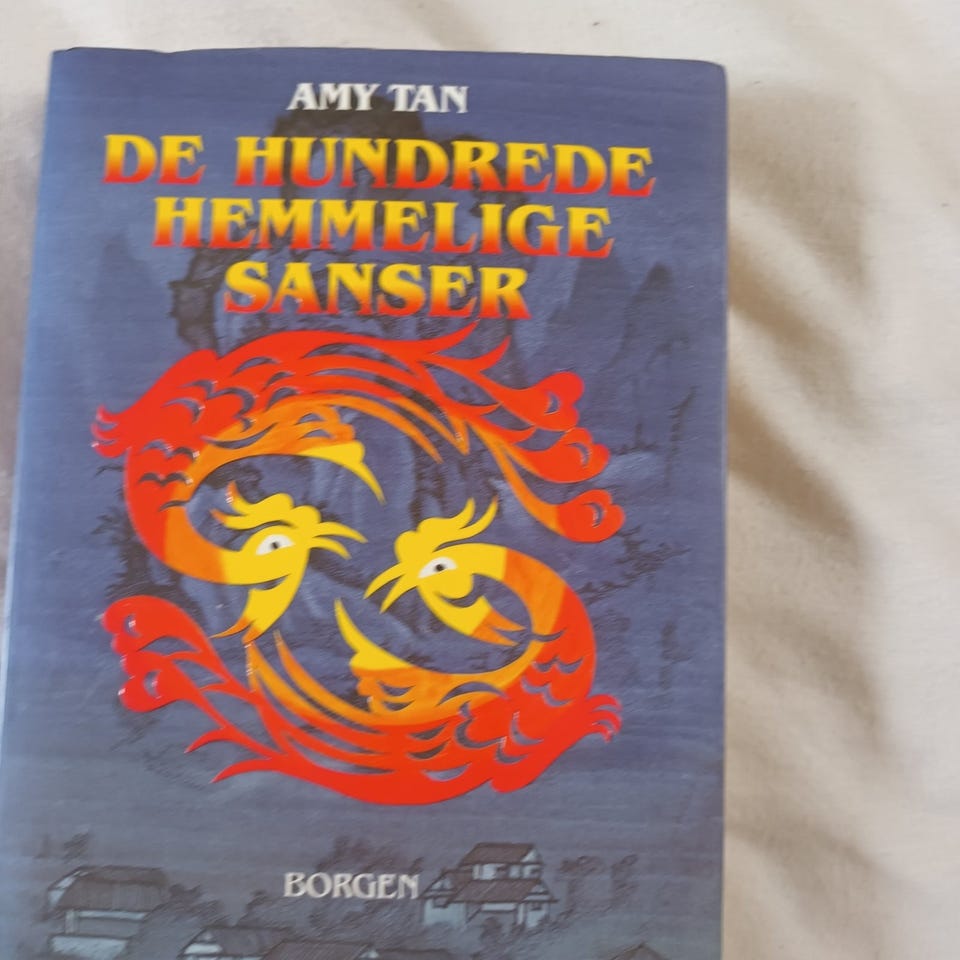 AMY TAN
DE HUNDREDE
HEMMELIGE
SANSER
BORGEN